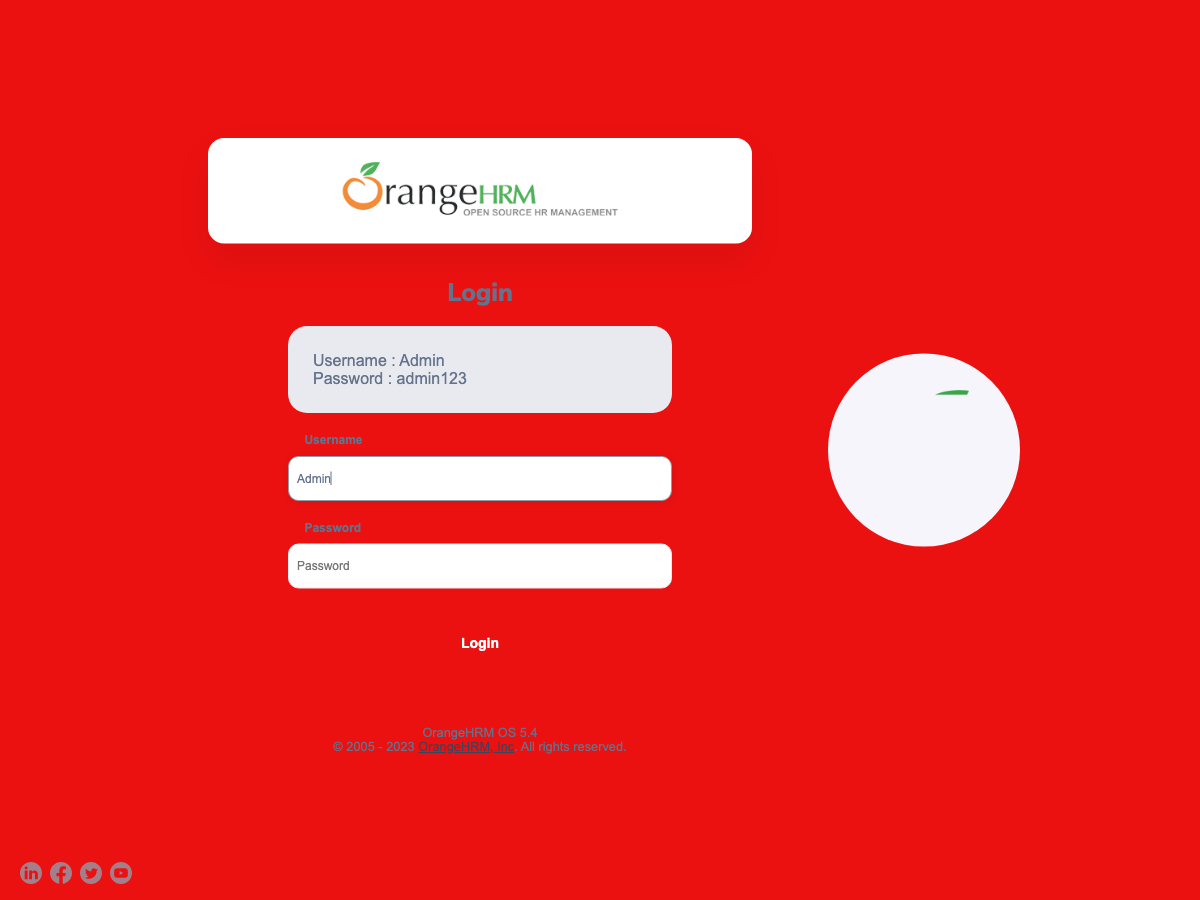 OrangeHRM
OPEN SOURCE HR MANAGEMENT
Login
Username : Admin
Password : admin123
Username
Admin
Password
Password
Login
OrangeHRM OS 5.4
© 2005 - 2023 OrangeHRM, Inc. All rights reserved.